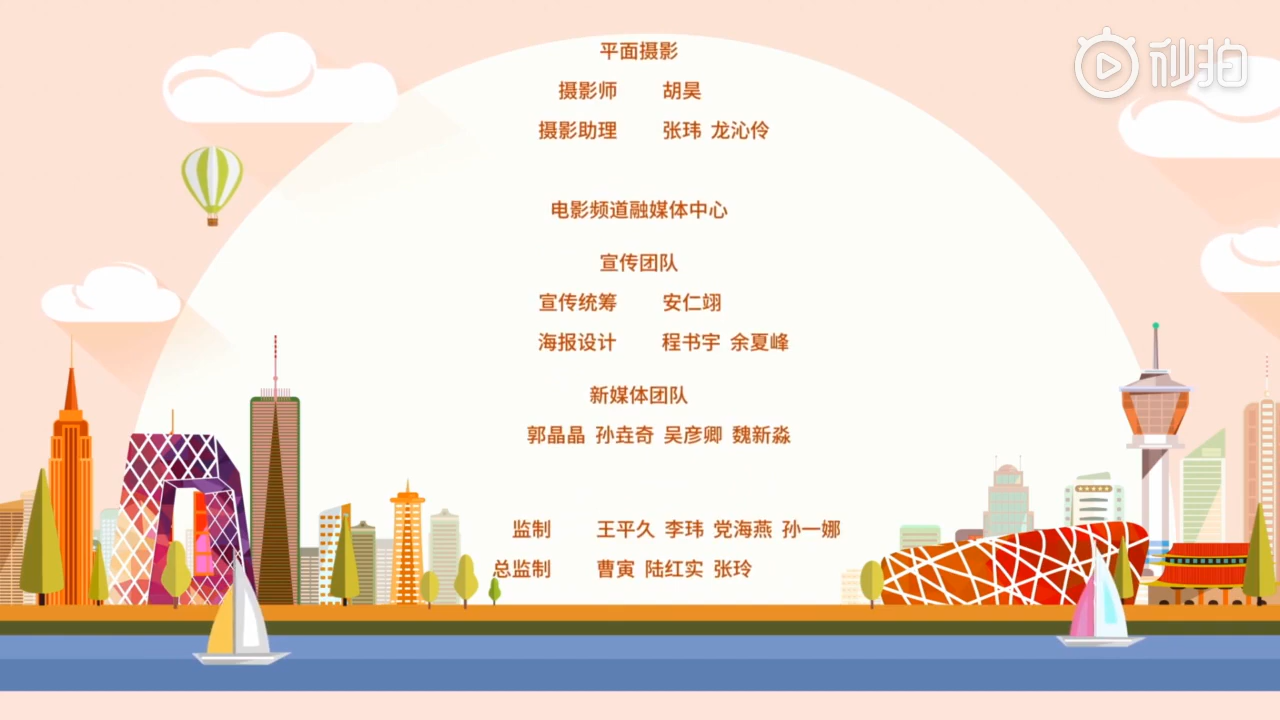 秒拍
平面摄影
摄影师 胡昊
摄影助理 张玮 龙沁伶
电影频道融媒体中心
宣传团队
宣传统筹 安仁翊
海报设计 程书宇 余夏峰
新媒体团队
郭晶晶 孙垚奇 吴彦卿 魏新淼
监制 王平久 李玮 党海燕 孙一娜
总监制 曹寅 陆红实 张玲